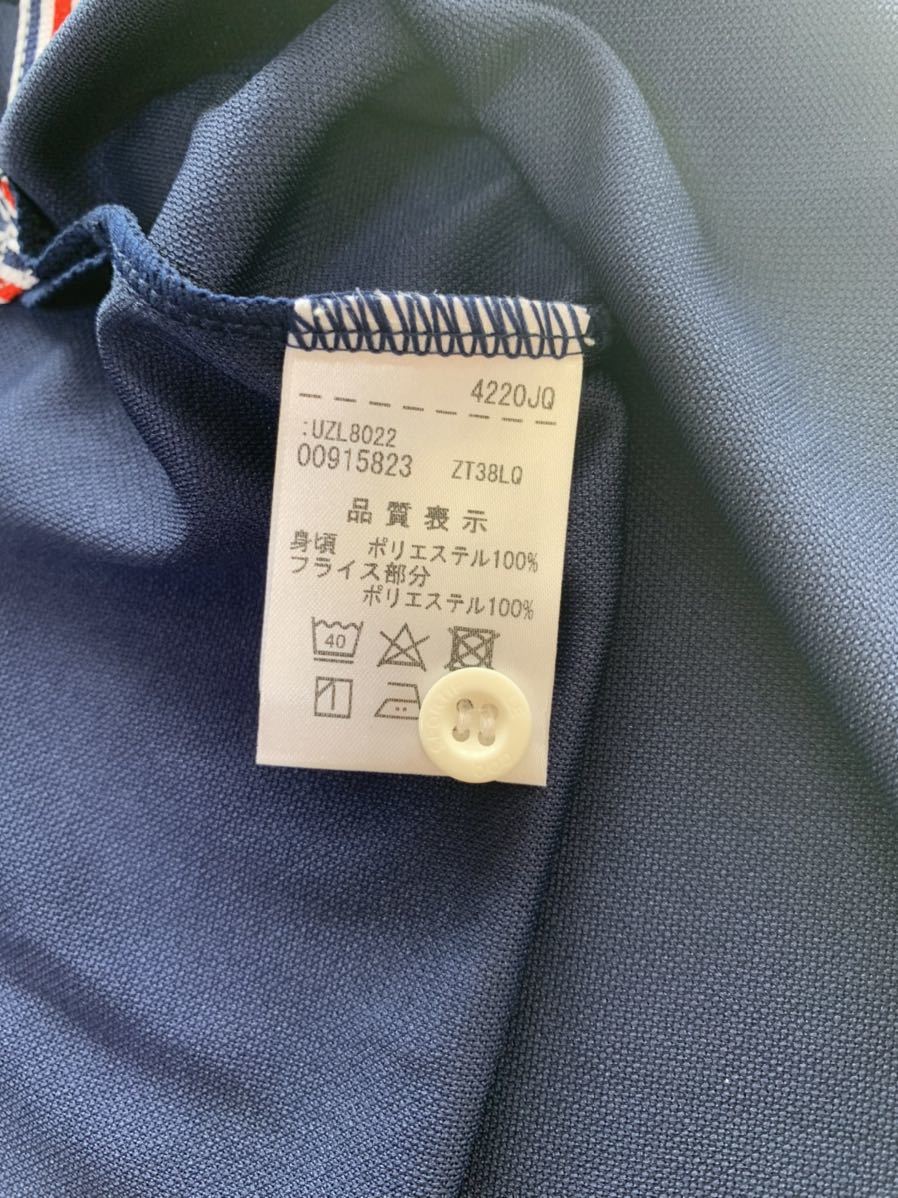 4220JQ
:UZL8022
00915823 ZT38LQ
品質表示
身頃 ポリエステル100%
フライス部分
ポリエステル100%
40